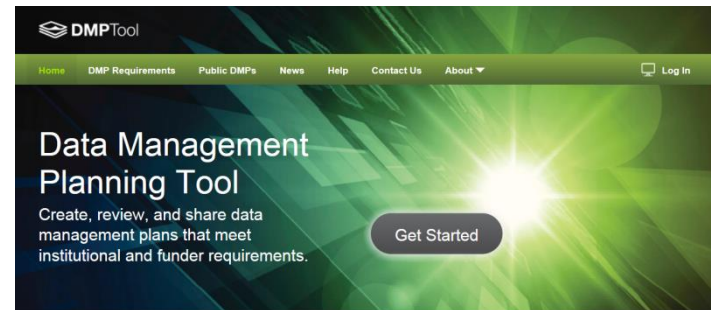 DMPTool
Home DMP Requirements Public DMPs News Help Contact Us About Log In
Data Management
Planning Tool
Create, review, and share data
management plans that meet
institutional and funder requirements.
Get Started